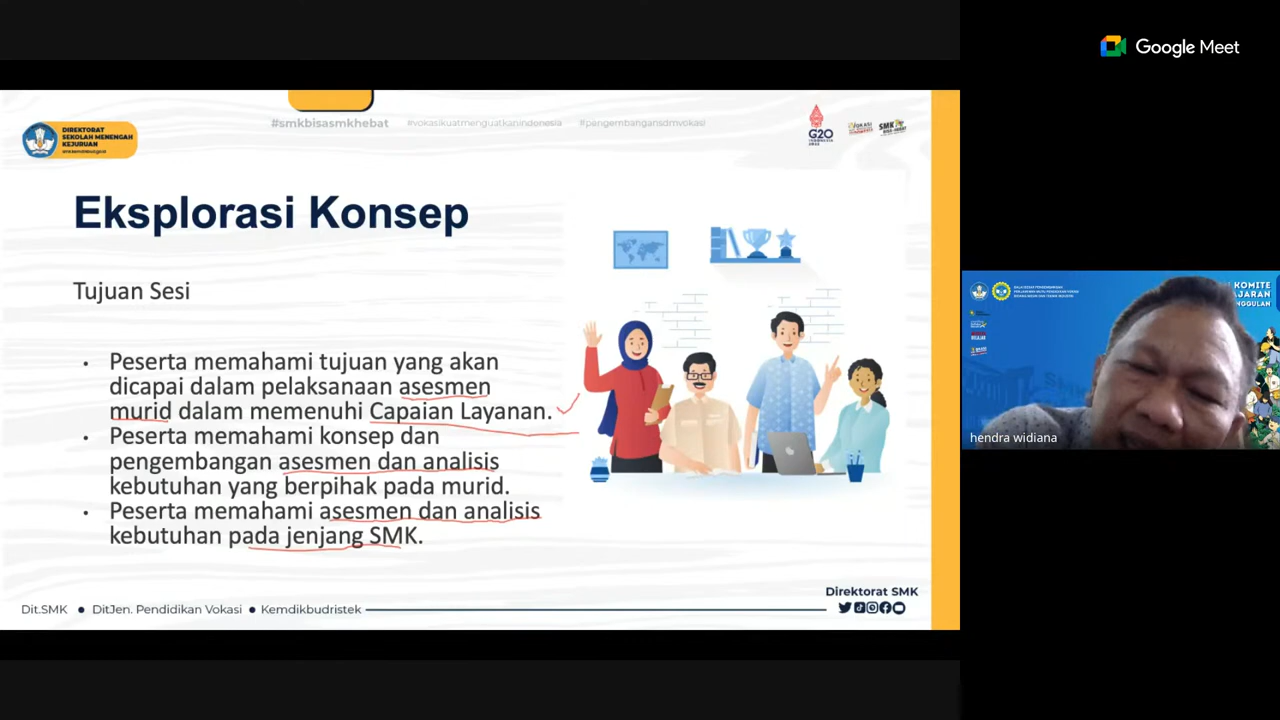 Google Meet
#smkbisasmkhebat #vokasikuatmenguatkanindonesia #pengembangansdmvokasi
DIREKTORAT
SEKOLAH MENENGAH
KEJURUAN
G20
Eksplorasi Konsep
Tujuan Sesi
• Peserta memahami tujuan yang akan
dicapai dalam pelaksanaan asesmen
murid dalam memenuhi Capaian Layanan.
• Peserta memahami konsep dan
pengembangan asesmen dan analisis
kebutuhan yang berpihak pada murid.
• Peserta memahami asesmen dan analisis
kebutuhan pada jenjang SMK.
Direktorat SMK
Dit.SMK • DitJen. Pendidikan Vokasi • Kemdikbudristek
KOMITE
AJARAN
NGGULAN
hendra widiana